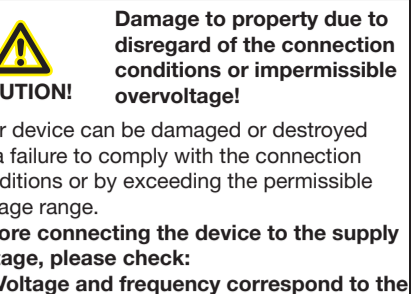 Damage to property due to
disregard of the connection
conditions or impermissible
overvoltage!
UTION!
r device can be damaged or destroyed
a failure to comply with the connection
ditions or by exceeding the permissible
age range.
ore connecting the device to the supply
tage, please check:
Voltage and frequency correspond to the